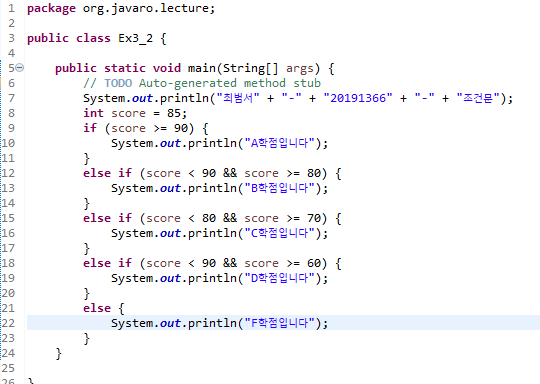 1 package org.javaro.lecture;
2
3 public class Ex3_2 {
4
5 public static void main(String[] args) {
6 // TODO Auto-generated method stub
7 System.out.println("최범서" + "-" + "20191366" + "-" + "조건문");
8 int score = 85;
9 if (score >= 90) {
10 System.out.println("A학점입니다");
11 }
12 else if (score < 90 && score >= 80) {
13 System.out.println("B학점입니다");
14 }
15 else if (score < 80 && score >= 70) {
16 System.out.println("C학점입니다");
17 }
18 else if (score < 90 && score >= 60) {
19 System.out.println("D학점입니다");
20 }
21 else {
22 System.out.println("F학점입니다");
23 }
24 }
25
26 }